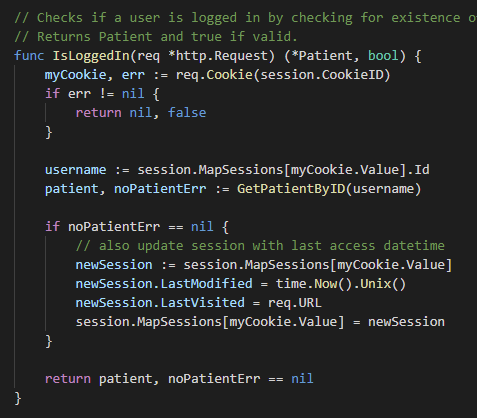 // Checks if a user is logged in by checking for existence
// Returns Patient and true if valid.
func IsLoggedIn(req *http.Request) (*Patient, bool) {
    myCookie, err := req.Cookie(session.CookieID)
    if err != nil {
        return nil, false
    }

    username := session.MapSessions[myCookie.Value].Id
    patient, noPatientErr := GetPatientByID(username)

    if noPatientErr == nil {
        // also update session with last access datetime
        newSession := session.MapSessions[myCookie.Value]
        newSession.LastModified = time.Now().Unix()
        newSession.LastVisited = req.URL
        session.MapSessions[myCookie.Value] = newSession
    }

    return patient, noPatientErr == nil
}